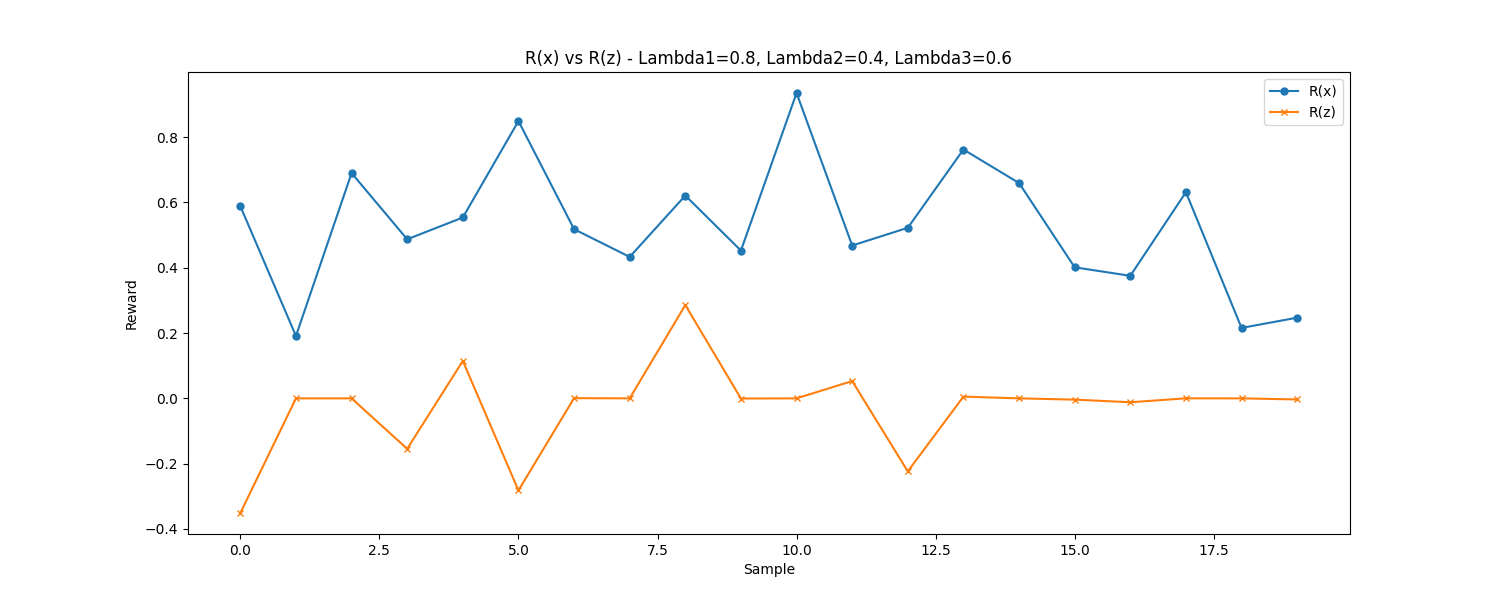 R(x) vs R(z) - Lambda1=0.8, Lambda2=0.4, Lambda3=0.6
R(x)
R(z)
Reward
0.8
0.6
0.4
0.2
0.0
−0.2
−0.4
0.0 2.5 5.0 7.5 10.0 12.5 15.0 17.5
Sample